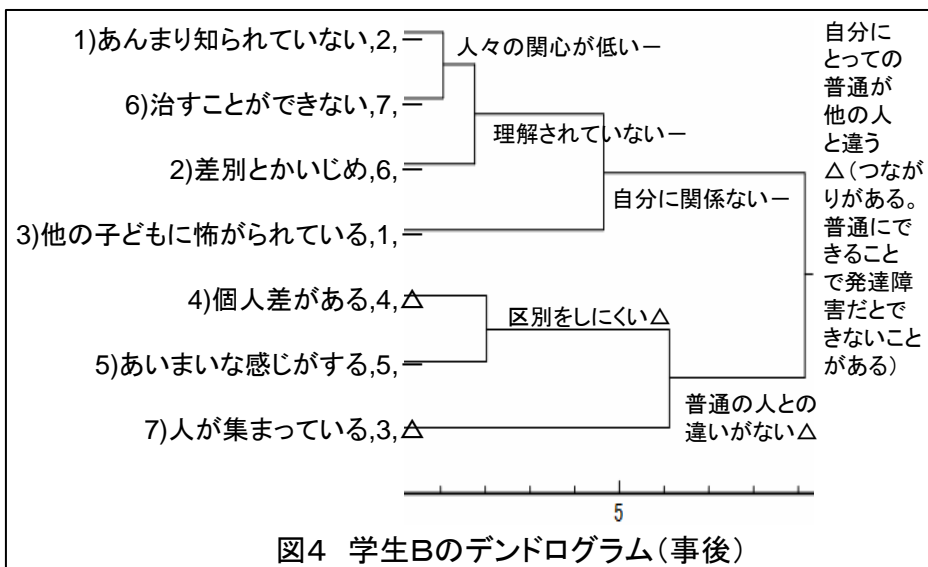 1)あんまり知られていない,2,－
人々の関心が低い－
6)治すことができない,7,－
理解されていない－
2)差別とかいじめ,6,－
自分に関係ない－
3)他の子どもに怖がられている,1,－
4)個人差がある,4,△
区別をしにくい△
5)あいまいな感じがする,5,－
普通の人との
違いがない△
7)人が集まっている,3,△
自分に
とっての
普通が
他の人
と違う
△(つなが
りがある。
普通にで
きること
で発達障
害だとで
きないこと
がある)
5
図4 学生Bのデンドログラム(事後)